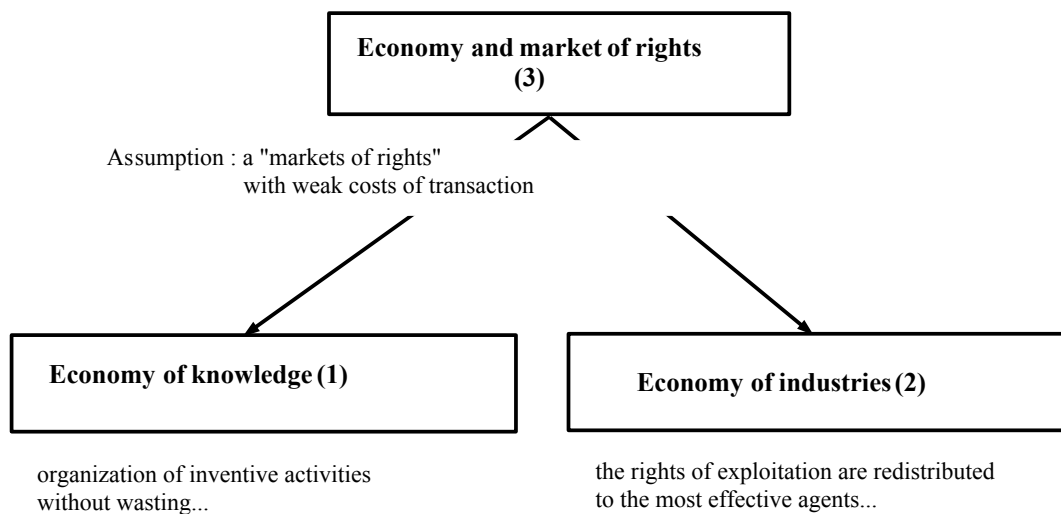 Economy and market of rights
(3)
Assumption : a "markets of rights"
with weak costs of transaction
Economy of knowledge (1)
Economy of industries (2)
organization of inventive activities
without wasting...
the rights of exploitation are redistributed
to the most effective agents...